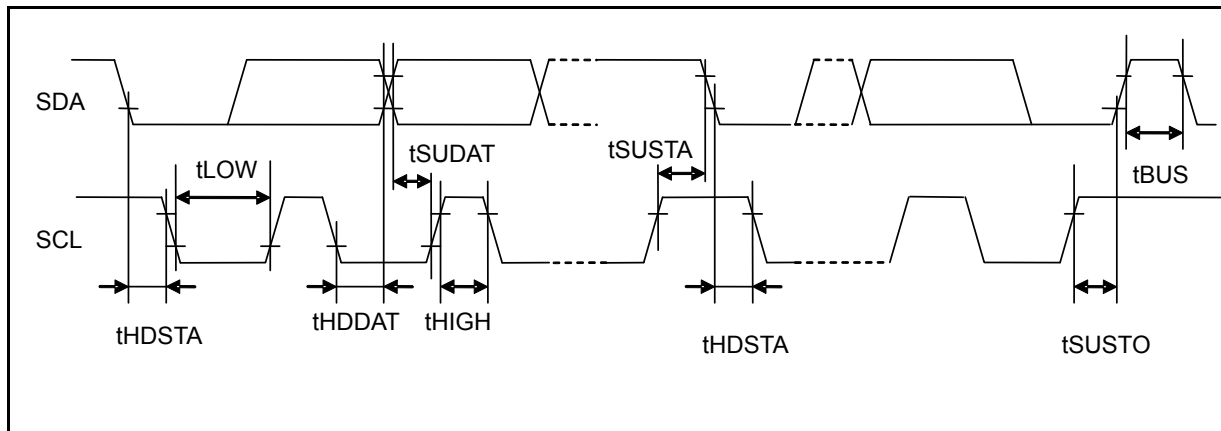 SDA
tSUDAT
tSUSTA
tLOW
tBUS
SCL
tHDSTA
tHDDAT
tHIGH
tHDSTA
tSUSTO